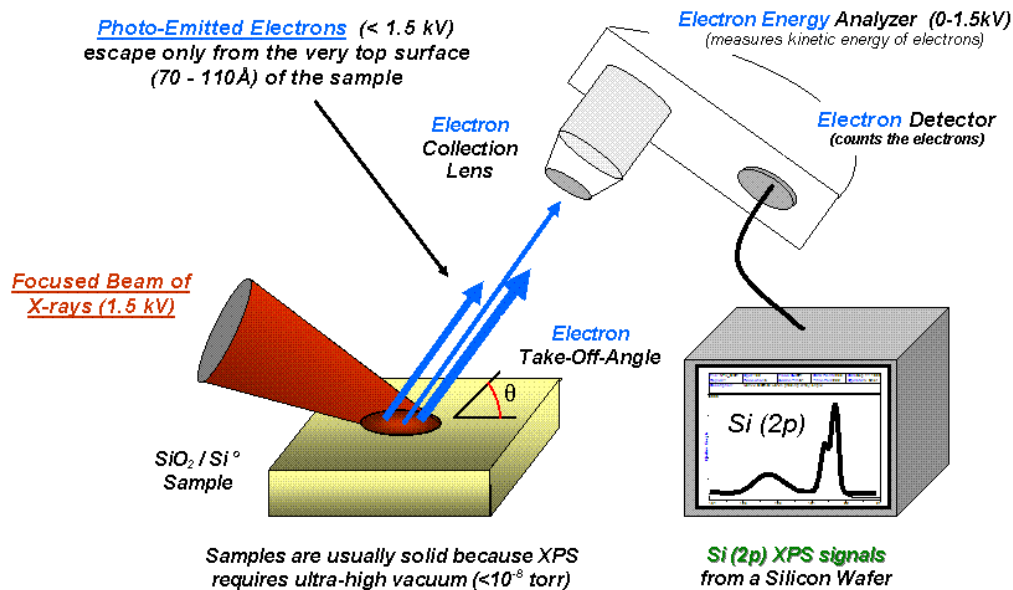 Photo-Emitted Electrons (< 1.5 kV)
escape only from the very top surface
(70 - 110Å) of the sample
Electron Energy Analyzer (0-1.5kV)
(measures kinetic energy of electrons)
Electron
Collection
Lens
Electron Detector
(counts the electrons)
Focused Beam of
X-rays (1.5 kV)
Electron
Take-Off-Angle
θ
Si (2p)
SiO₂ / Si°
Sample
Samples are usually solid because XPS
requires ultra-high vacuum (<10⁻⁸ torr)
Si (2p) XPS signals
from a Silicon Wafer